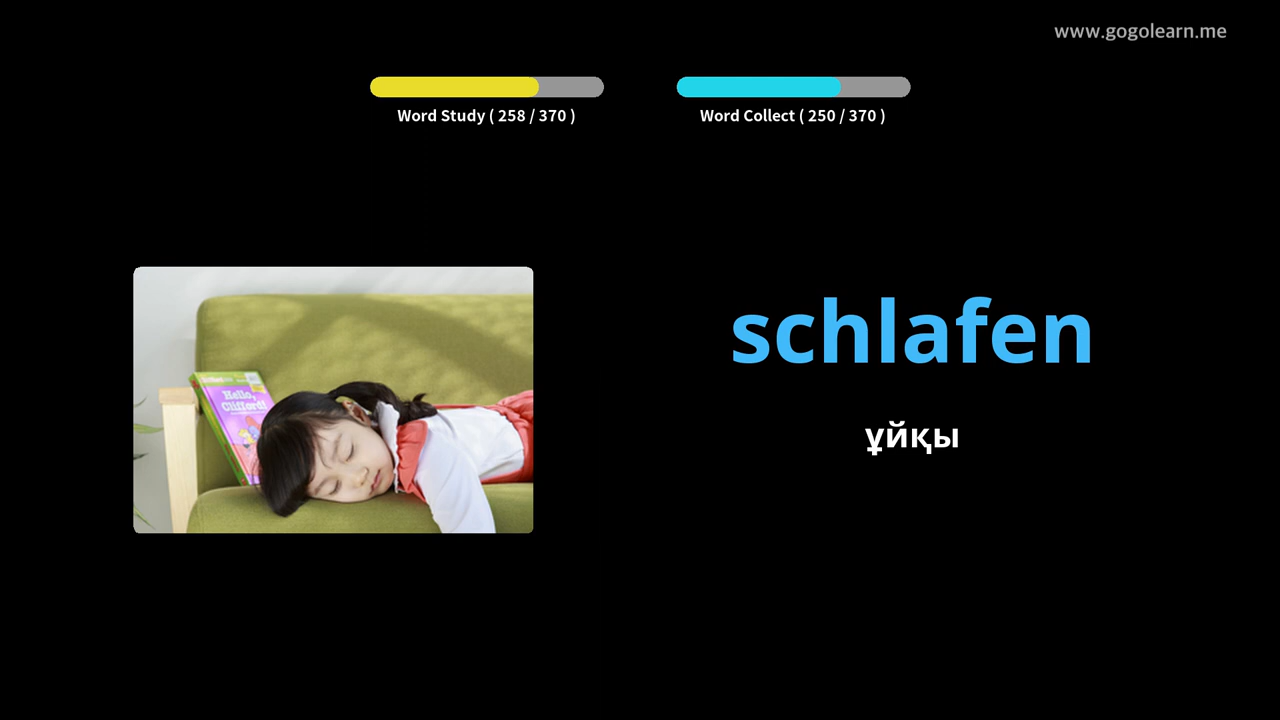 www.gogolearn.me
Word Study ( 258 / 370 )
Word Collect ( 250 / 370 )
Hello,
Clifford!
schlafen
ұйқы